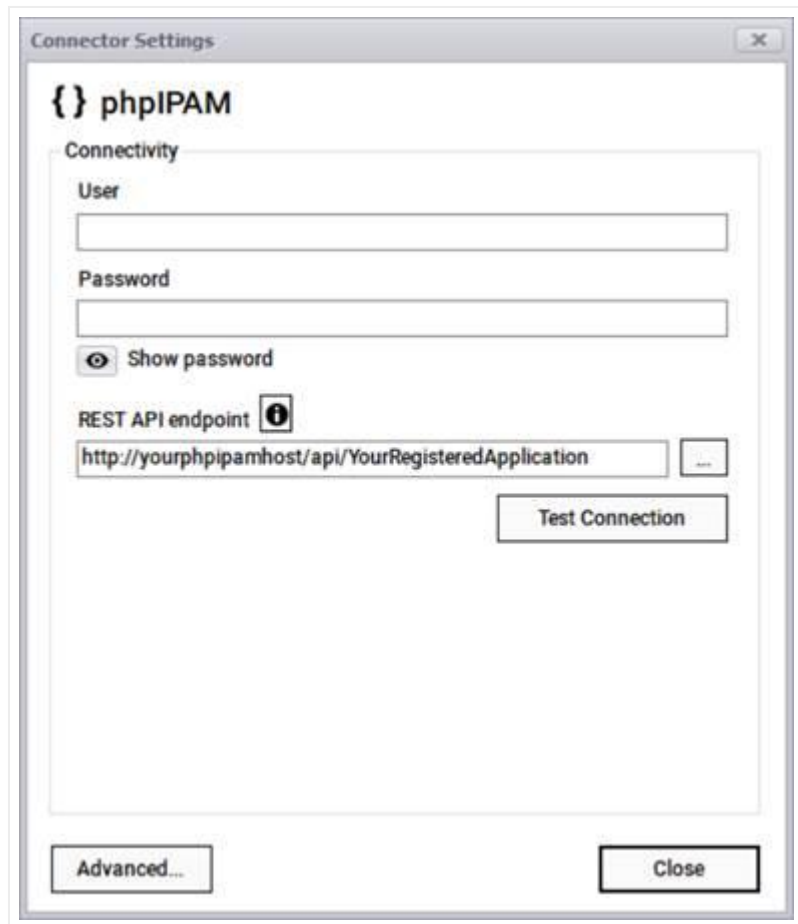 Connector Settings
{ } phpIPAM
Connectivity
User
Password
Show password
REST API endpoint
http://yourphpipamhost/api/YourRegisteredApplication
...
Test Connection
Advanced...
Close